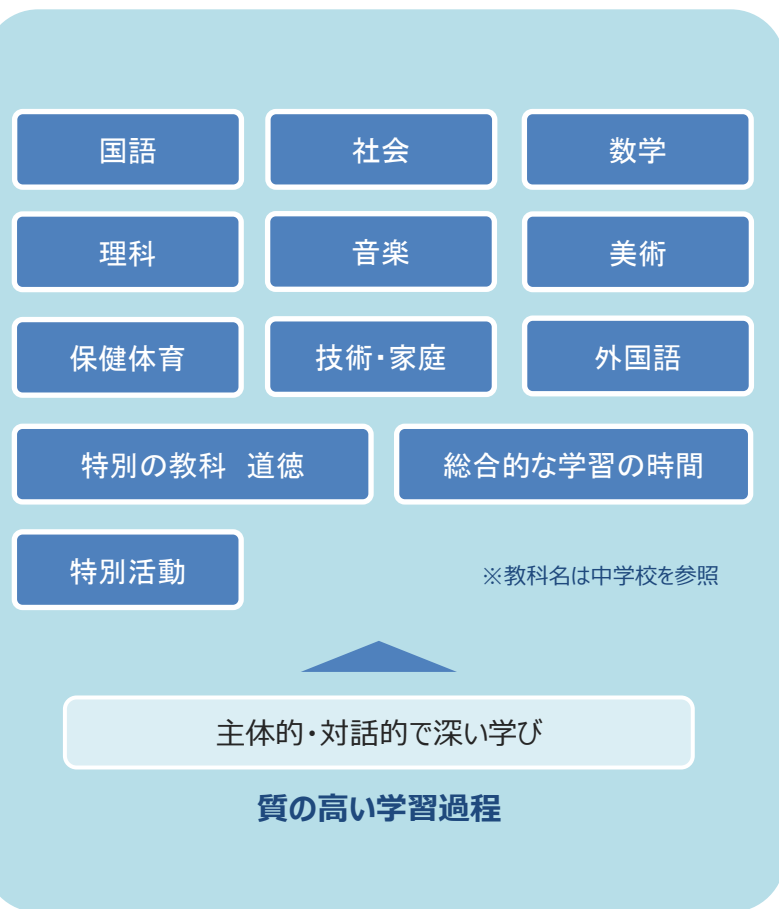 国語
社会
数学
理科
音楽
美術
保健体育
技術・家庭
外国語
特別の教科　道徳
総合的な学習の時間
特別活動
※教科名は中学校を参照
主体的・対話的で深い学び
質の高い学習過程